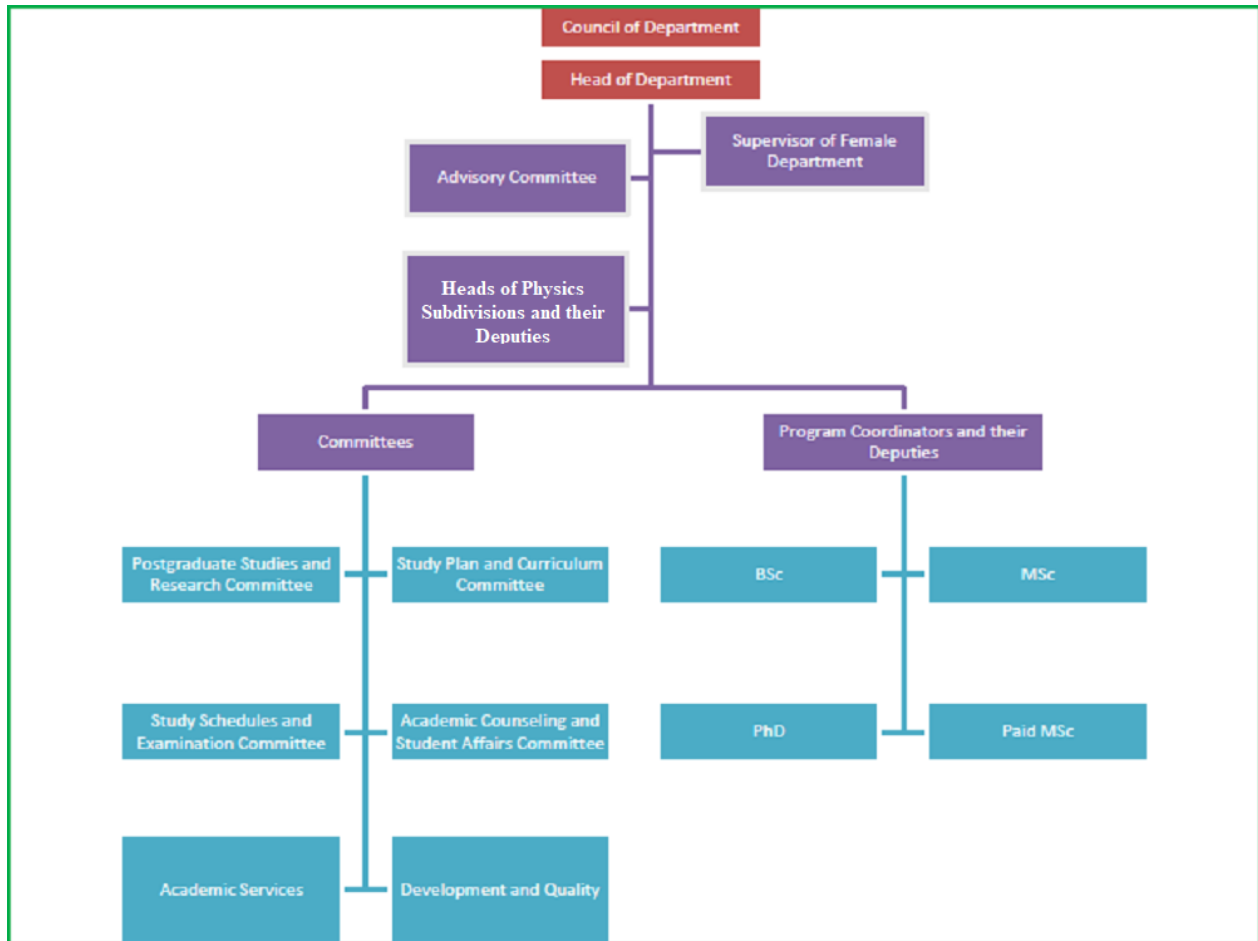 Council of Department
Head of Department
Supervisor of Female
Department
Advisory Committee
Heads of Physics
Subdivisions and their
Deputies
Committees
Program Coordinators and their
Deputies
Postgraduate Studies and
Research Committee
Study Plan and Curriculum
Committee
BSc
MSc
Study Schedules and
Examination Committee
Academic Counseling and
Student Affairs Committee
PhD
Paid MSc
Academic Services
Development and Quality